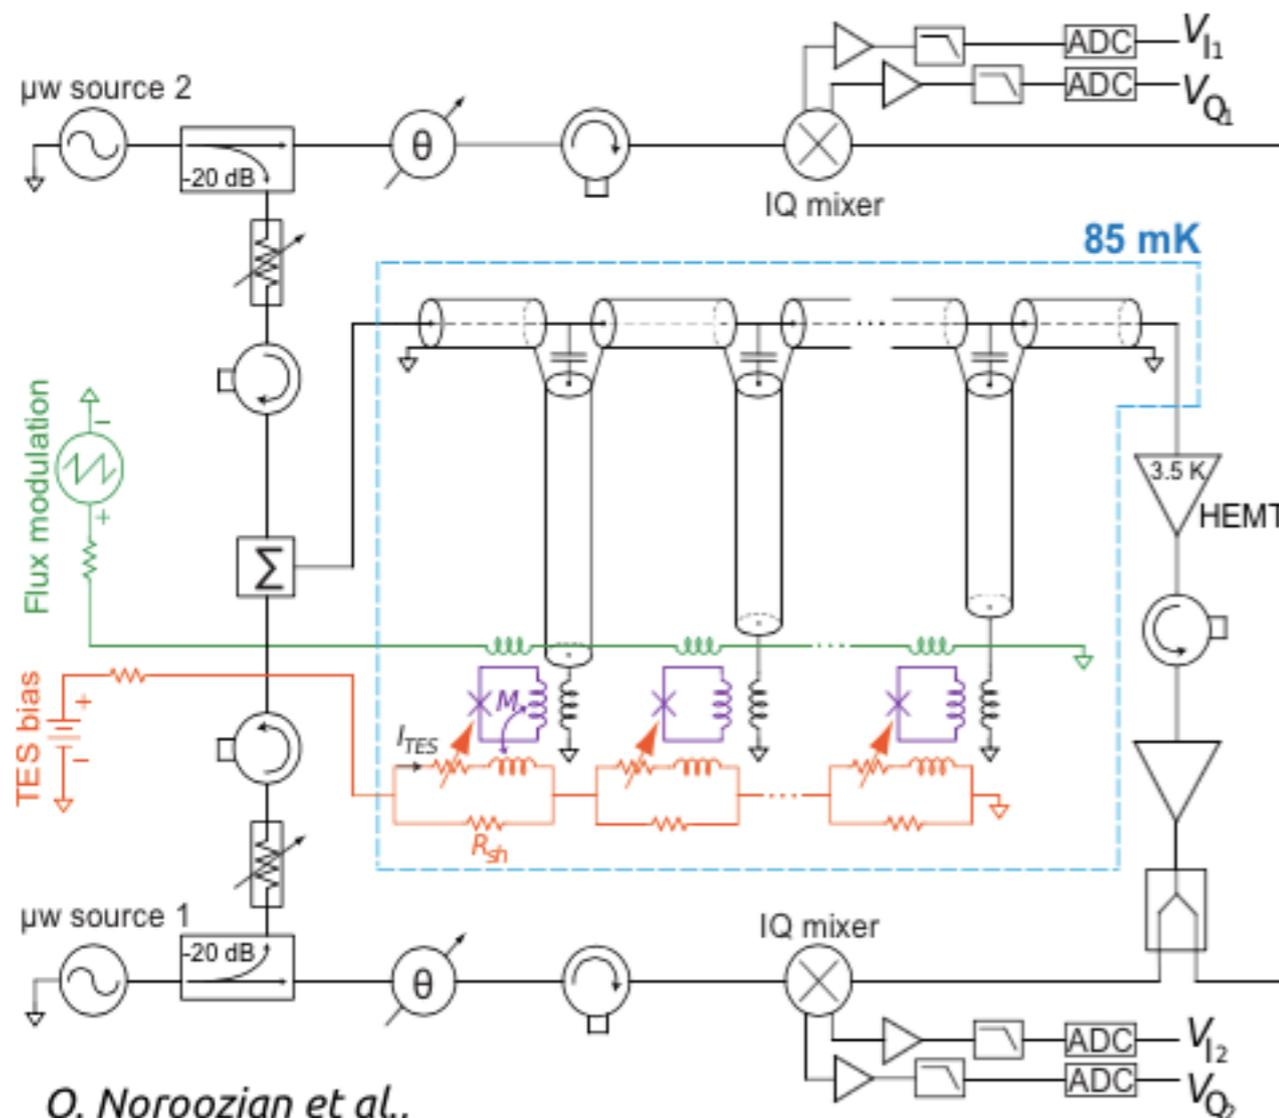 V_I1
µw source 2
ADC
ADC
V_Q1
θ
-20 dB
IQ mixer
85 mK
...
Flux modulation
−
+
3.5 K
HEMT
Σ
...
TES bias
+
−
M
I_TES
...
R_sh
µw source 1
IQ mixer
-20 dB
θ
ADC
V_I2
ADC
V_Q2
O. Noroozian et al.,